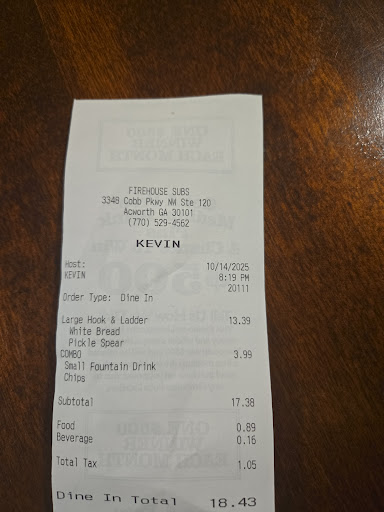 FIREHOUSE SUBS
3348 Cobb Pkwy NW Ste 120
Acworth GA 30101
(770) 529-4562
KEVIN
Host: 10/14/2025
KEVIN 8:19 PM
20111
Order Type: Dine In
Large Hook & Ladder 13.39
White Bread
Pickle Spear
COMBO 3.99
Small Fountain Drink
Chips
Subtotal 17.38
Food 0.89
Beverage 0.16
Total Tax 1.05
Dine In Total 18.43